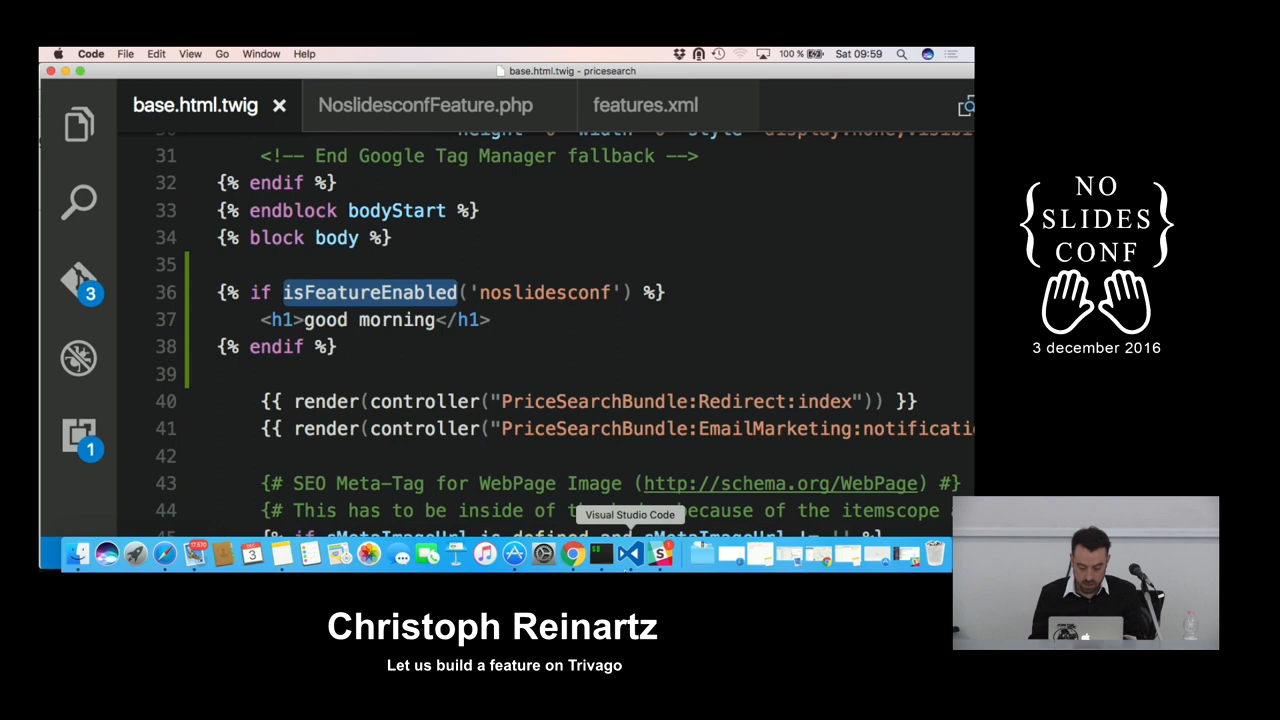 Code File Edit View Go Window Help 100 % Sat 09:59
base.html.twig - pricesearch
base.html.twig × NoslidesconfFeature.php features.xml
31 <!-- End Google Tag Manager fallback -->
32 {% endif %}
33 {% endblock bodyStart %}
34 {% block body %}
35
36 {% if isFeatureEnabled('noslidesconf') %}
37 <h1>good morning</h1>
38 {% endif %}
39
40 {{ render(controller("PriceSearchBundle:Redirect:index")) }}
41 {{ render(controller("PriceSearchBundle:EmailMarketing:notificatio
42
43 {# SEO Meta-Tag for WebPage Image (http://schema.org/WebPage) #}
44 {# This has to be inside of because of the itemscope
3
1
Visual Studio Code
NO
SLIDES
CONF
3 december 2016
Christoph Reinartz
Let us build a feature on Trivago